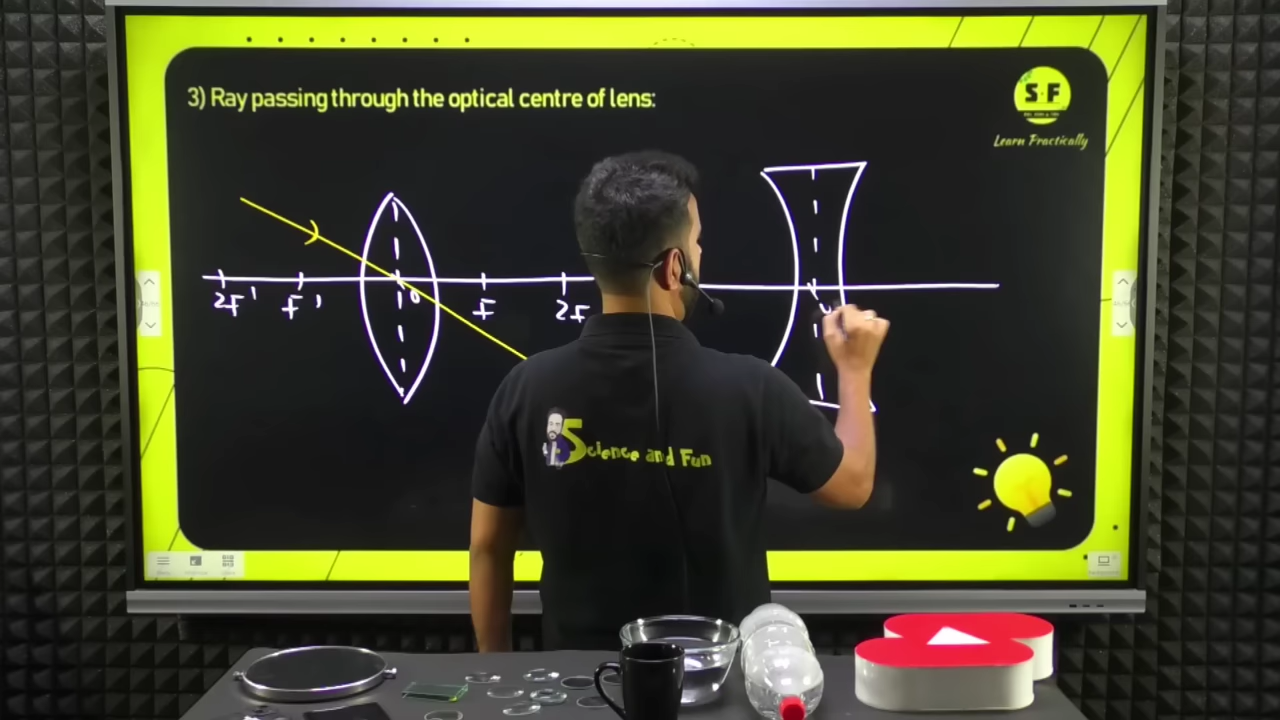 3) Ray passing through the optical centre of lens:
S·F
Learn Practically
2F' F' O F 2F
Science and Fun